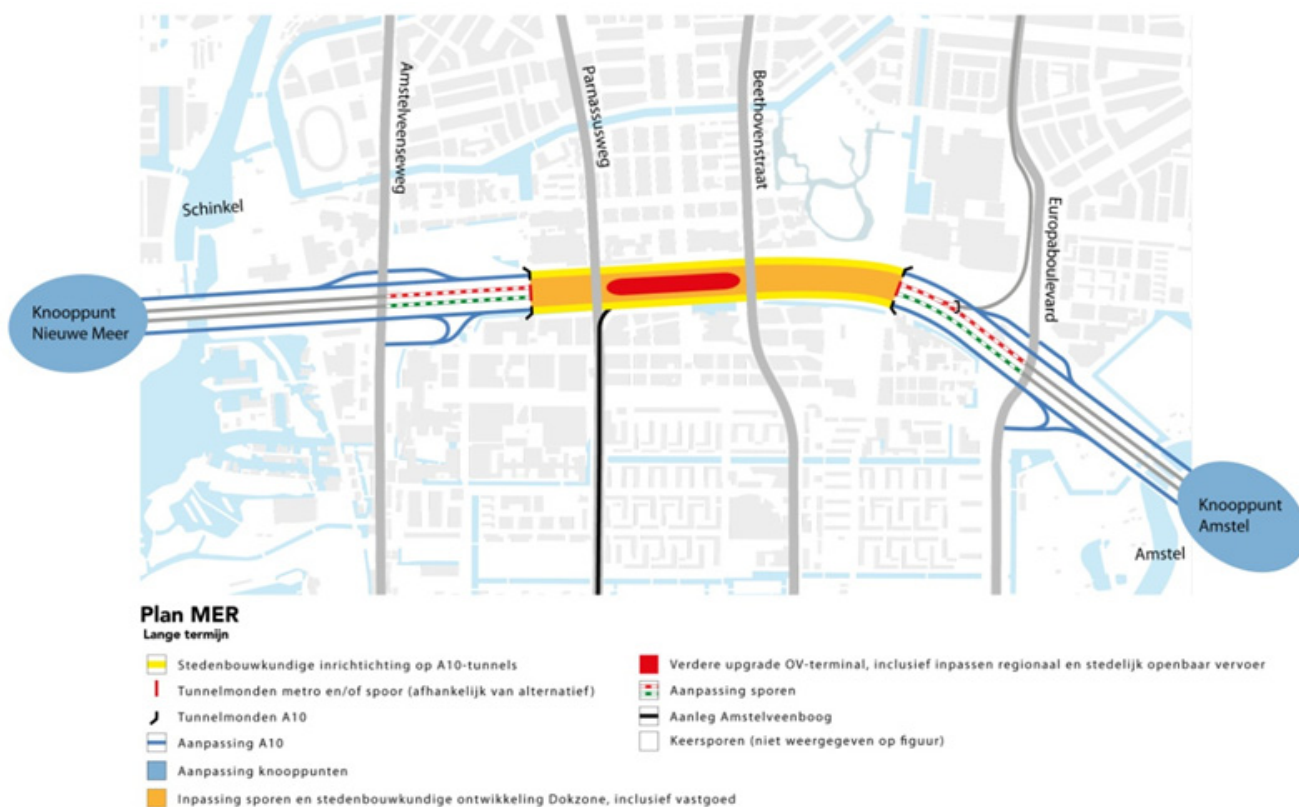 Amstelveenseweg
Parnassusweg
Beethovenstraat
Europaboulevard
Schinkel
Knooppunt
Nieuwe Meer
Knooppunt
Amstel
Amstel
Plan MER
Lange termijn
Stedenbouwkundige inrichtichting op A10-tunnels
Tunnelmonden metro en/of spoor (afhankelijk van alternatief)
Tunnelmonden A10
Aanpassing A10
Aanpassing knooppunten
Inpassing sporen en stedenbouwkundige ontwikkeling Dokzone, inclusief vastgoed
Verdere upgrade OV-terminal, inclusief inpassen regionaal en stedelijk openbaar vervoer
Aanpassing sporen
Aanleg Amstelveenboog
Keersporen (niet weergegeven op figuur)